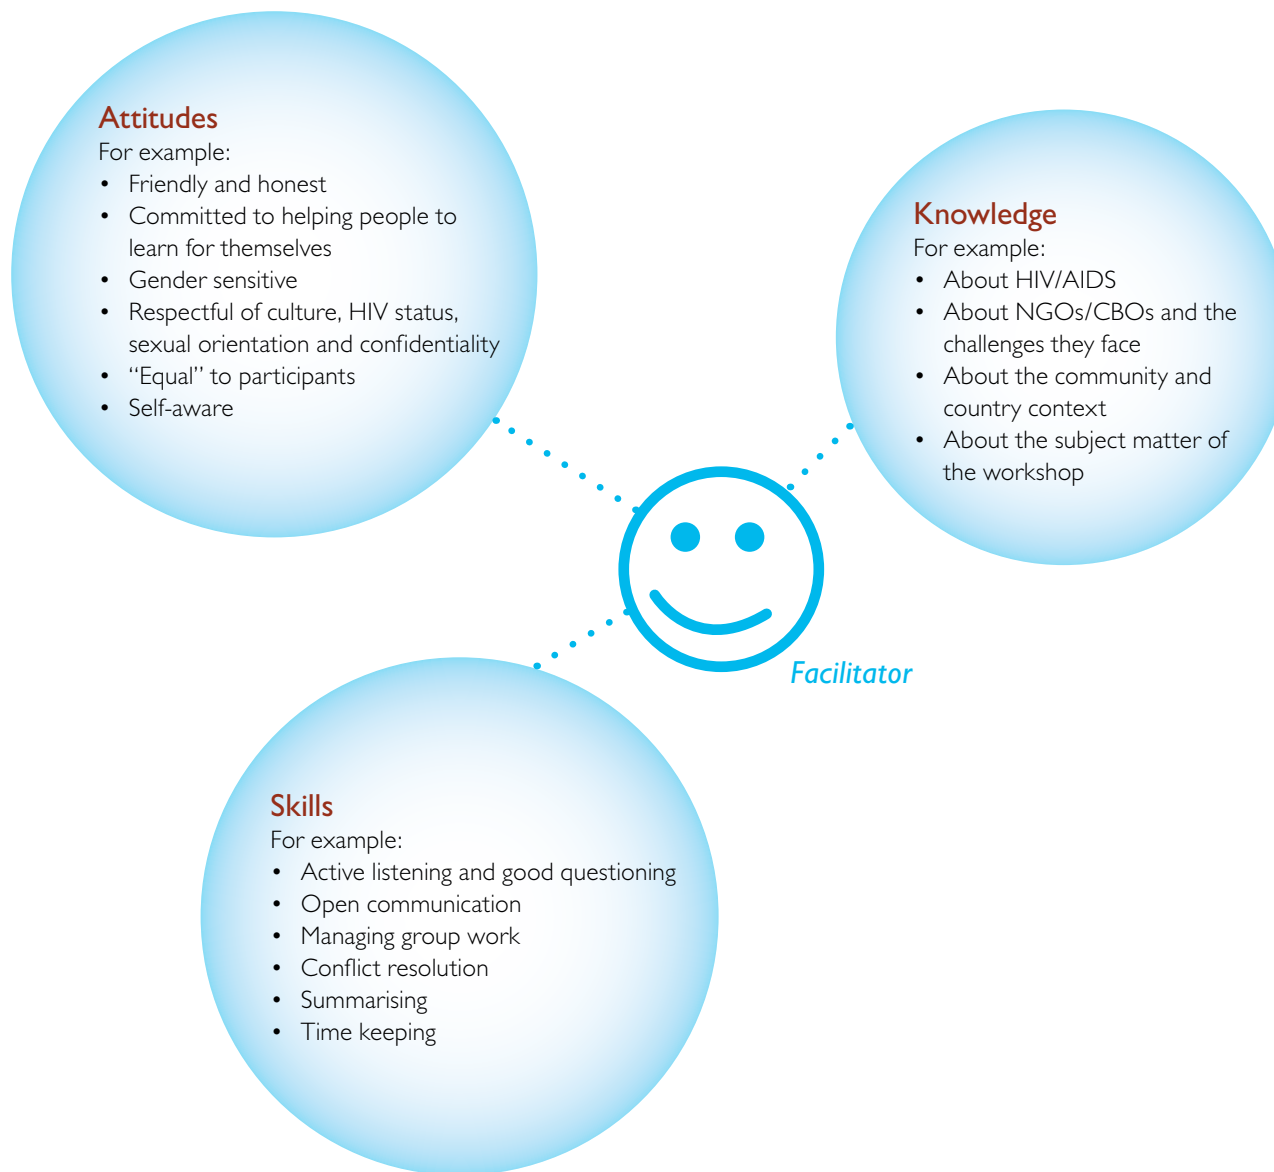 Attitudes
For example:
• Friendly and honest
• Committed to helping people to
learn for themselves
• Gender sensitive
• Respectful of culture, HIV status,
sexual orientation and confidentiality
• “Equal” to participants
• Self-aware
Knowledge
For example:
• About HIV/AIDS
• About NGOs/CBOs and the
challenges they face
• About the community and
country context
• About the subject matter of
the workshop
Facilitator
Skills
For example:
• Active listening and good questioning
• Open communication
• Managing group work
• Conflict resolution
• Summarising
• Time keeping